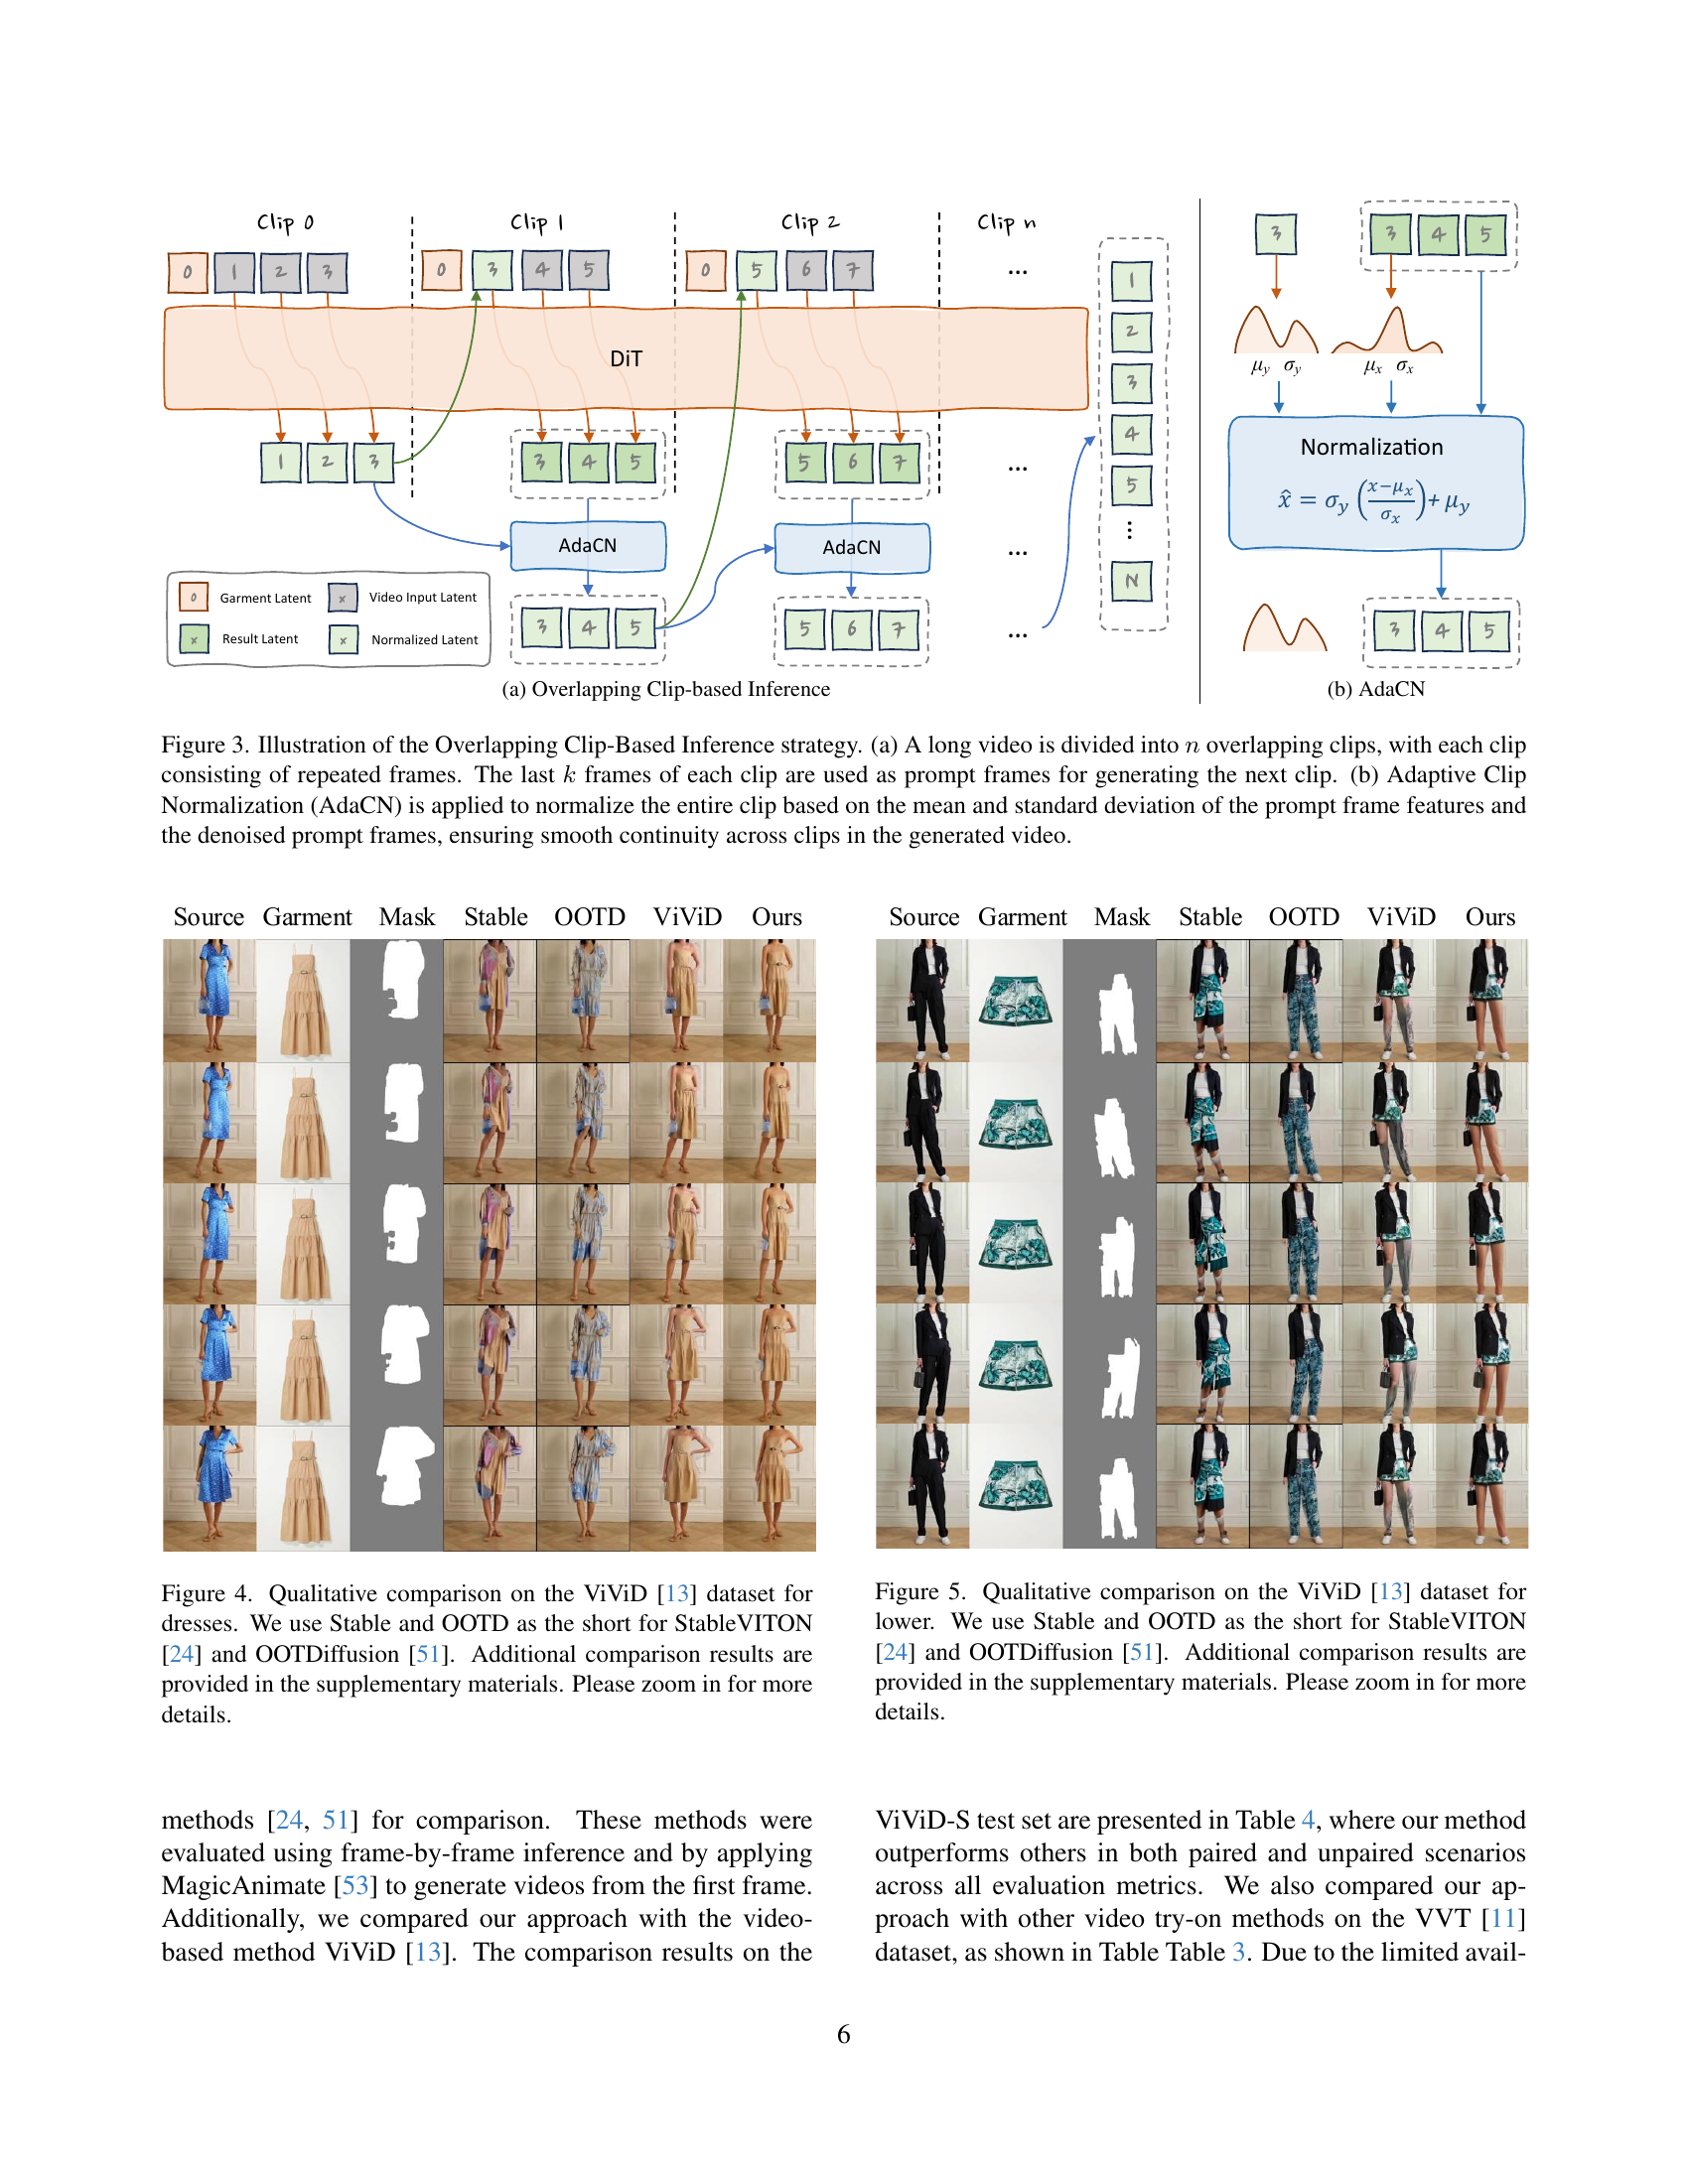 Clip 0
Clip 1
Clip 2
Clip n
0 1 2 3
0 3 4 5
0 5 6 7
...
DiT
1 2 3
3 4 5
5 6 7
...
AdaCN
AdaCN
...
3 4 5
5 6 7
...
0 Garment Latent
x Video Input Latent
x Result Latent
x Normalized Latent
1
2
3
4
5
⋮
N
(a) Overlapping Clip-based Inference
3
3 4 5
μy σy
μx σx
Normalization
x̂ = σy (x−μx / σx) + μy
3 4 5
(b) AdaCN
Figure 3. Illustration of the Overlapping Clip-Based Inference strategy. (a) A long video is divided into n overlapping clips, with each clip
consisting of repeated frames. The last k frames of each clip are used as prompt frames for generating the next clip. (b) Adaptive Clip
Normalization (AdaCN) is applied to normalize the entire clip based on the mean and standard deviation of the prompt frame features and
the denoised prompt frames, ensuring smooth continuity across clips in the generated video.
Source Garment Mask Stable OOTD ViViD Ours
Figure 4. Qualitative comparison on the ViViD [13] dataset for
dresses. We use Stable and OOTD as the short for StableVITON
[24] and OOTDiffusion [51]. Additional comparison results are
provided in the supplementary materials. Please zoom in for more
details.
Source Garment Mask Stable OOTD ViViD Ours
Figure 5. Qualitative comparison on the ViViD [13] dataset for
lower. We use Stable and OOTD as the short for StableVITON
[24] and OOTDiffusion [51]. Additional comparison results are
provided in the supplementary materials. Please zoom in for more
details.
methods [24, 51] for comparison. These methods were
evaluated using frame-by-frame inference and by applying
MagicAnimate [53] to generate videos from the first frame.
Additionally, we compared our approach with the video-
based method ViViD [13]. The comparison results on the
ViViD-S test set are presented in Table 4, where our method
outperforms others in both paired and unpaired scenarios
across all evaluation metrics. We also compared our ap-
proach with other video try-on methods on the VVT [11]
dataset, as shown in Table Table 3. Due to the limited avail-
6